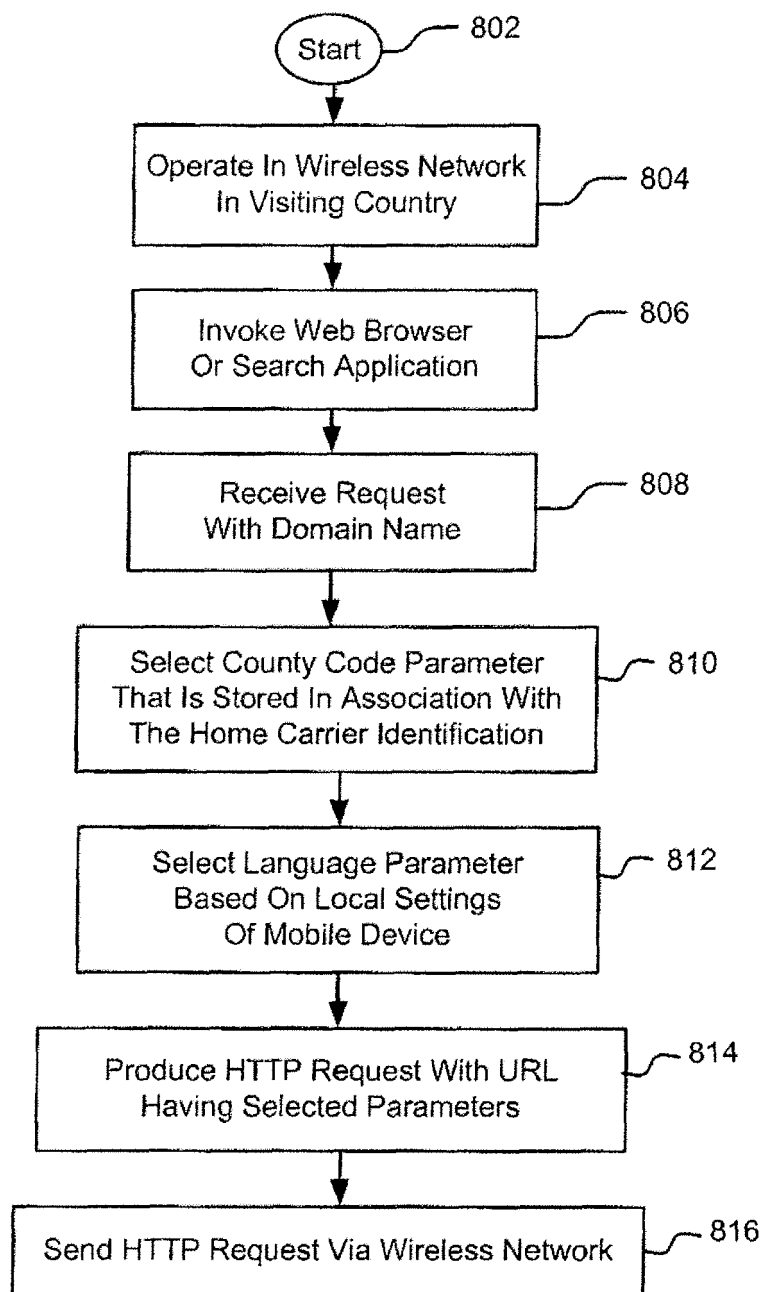 Start
802
Operate In Wireless Network
In Visiting Country
804
Invoke Web Browser
Or Search Application
806
Receive Request
With Domain Name
808
Select County Code Parameter
That Is Stored In Association With
The Home Carrier Identification
810
Select Language Parameter
Based On Local Settings
Of Mobile Device
812
Produce HTTP Request With URL
Having Selected Parameters
814
Send HTTP Request Via Wireless Network
816